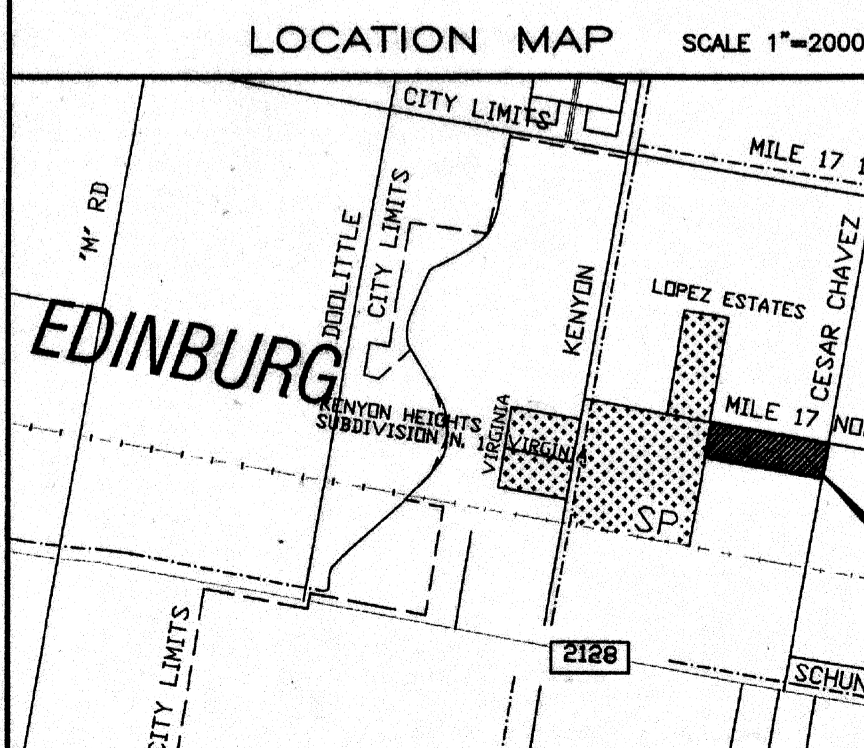 LOCATION MAP
SCALE 1"=2000
CITY LIMITS
MILE 17 1
"M" RD
DOOLITTLE
CITY LIMITS
KENYON
LOPEZ ESTATES
CESAR CHAVEZ
EDINBURG
KENYON HEIGHTS
SUBDIVISION N. 1
VIRGINIA
VIRGINIA
MILE 17
NO
SP
2128
CITY LIMITS
SCHUN